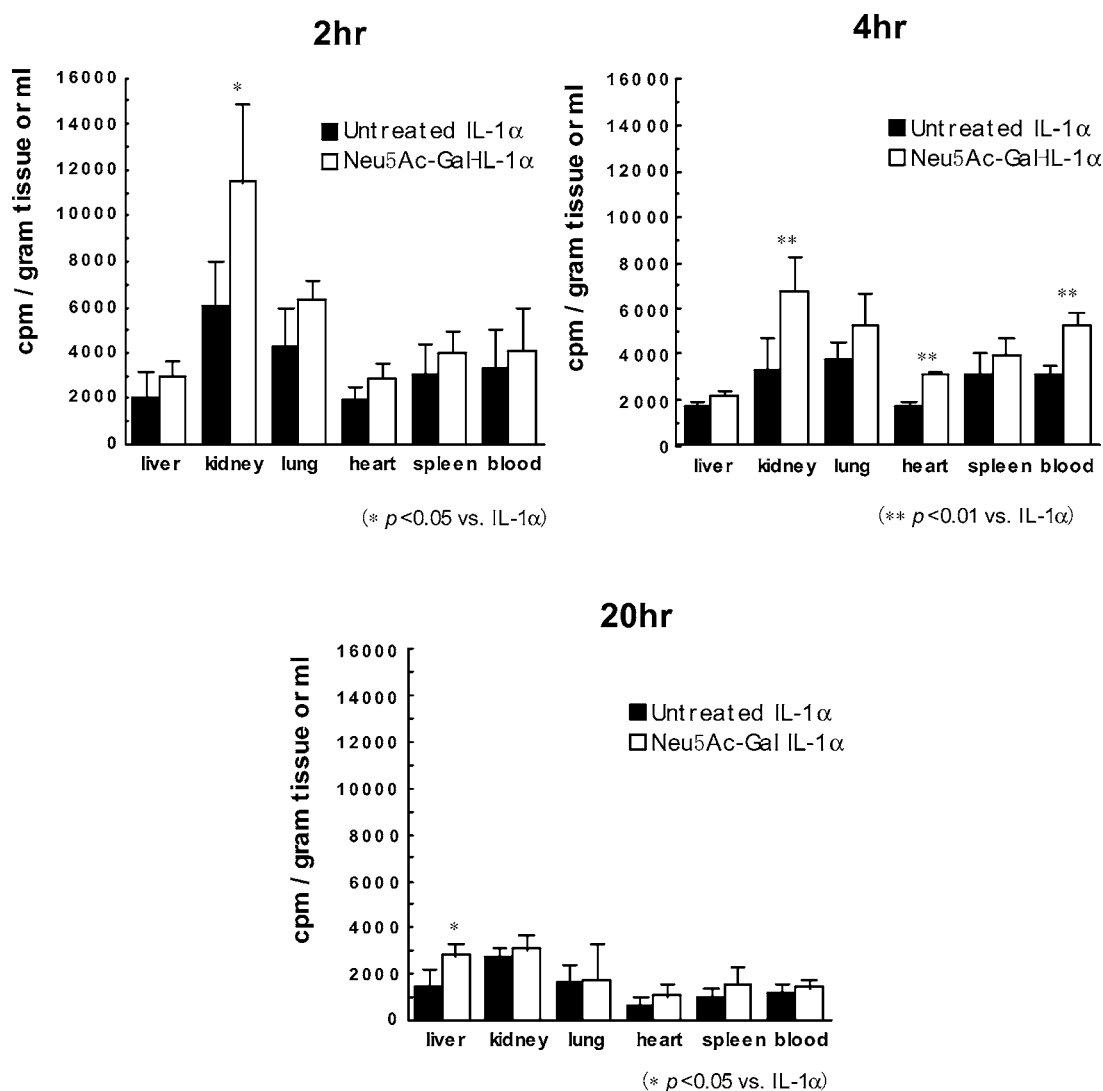 2hr
16000
14000
12000
10000
8000
6000
4000
2000
0
cpm / gram tissue or ml
*
Untreated IL-1α
Neu5Ac-GalHL-1α
liver kidney lung heart spleen blood
(* p<0.05 vs. IL-1α)
4hr
16000
14000
12000
10000
8000
6000
4000
2000
0
cpm / gram tissue or ml
**
**
**
Untreated IL-1α
Neu5Ac-GalHL-1α
liver kidney lung heart spleen blood
(** p<0.01 vs. IL-1α)
20hr
16000
14000
12000
10000
8000
6000
4000
2000
0
cpm / gram tissue or ml
*
Untreated IL-1α
Neu5Ac-Gal IL-1α
liver kidney lung heart spleen blood
(* p<0.05 vs. IL-1α)